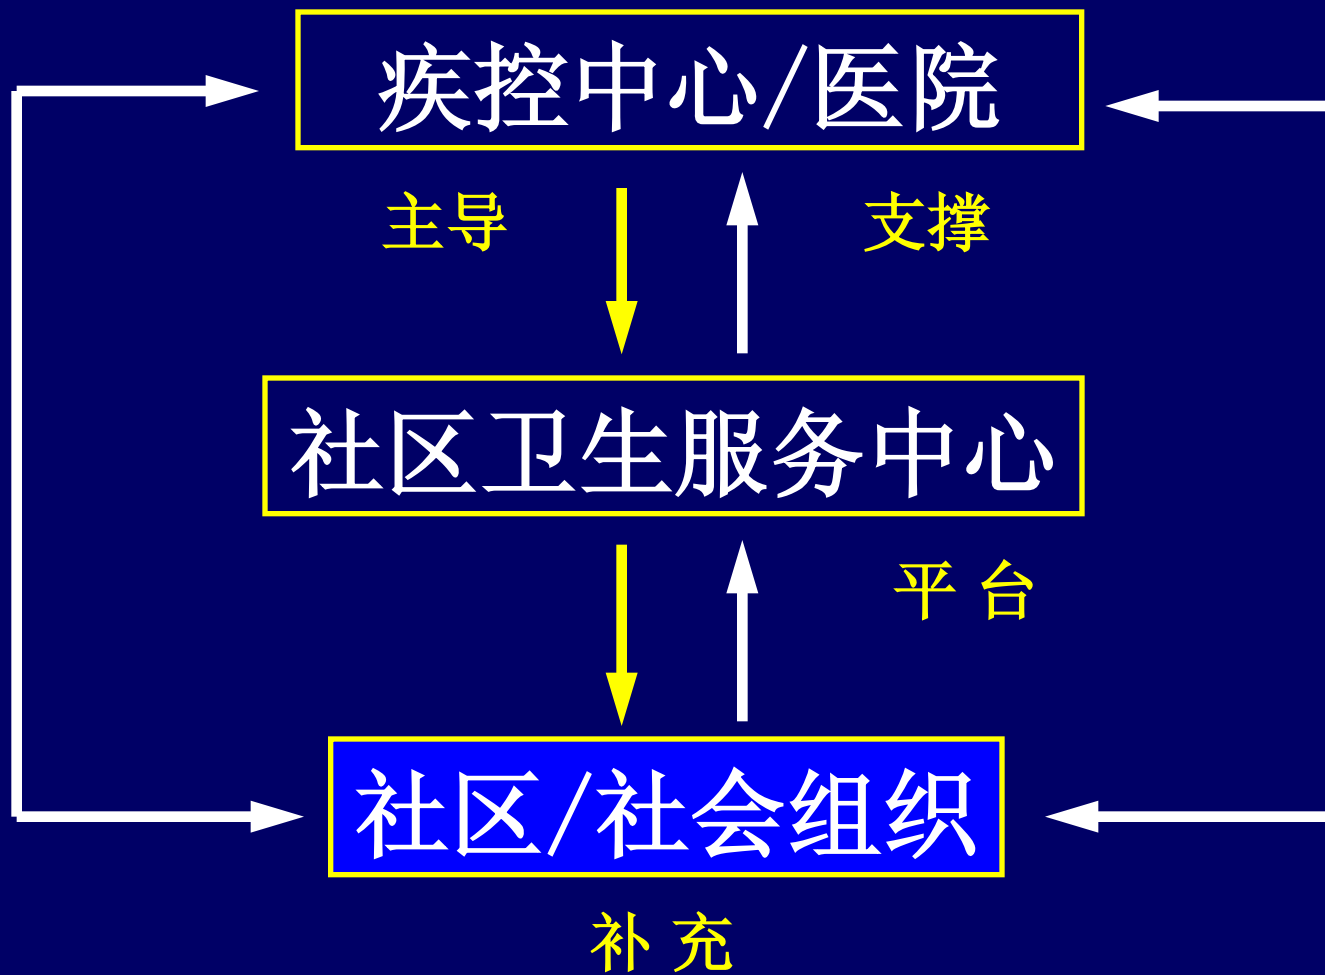 疾控中心/医院
主导
支撑
社区卫生服务中心
平 台
社区/社会组织
补 充